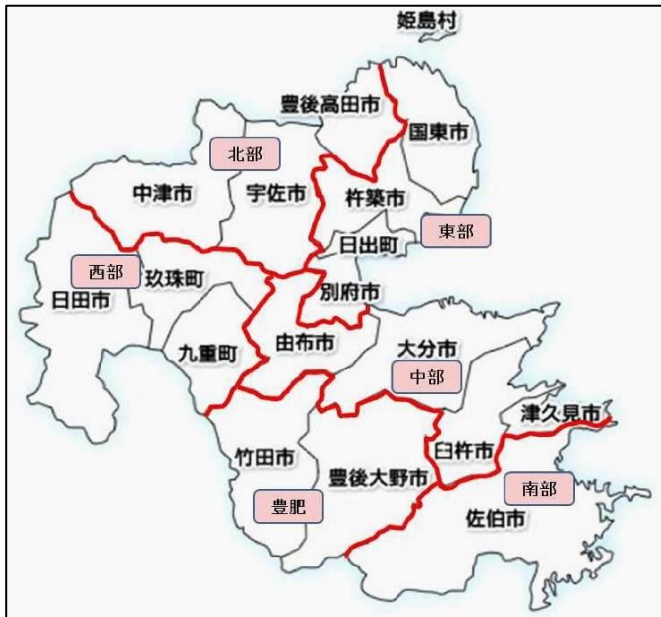 姫島村
豊後高田市
国東市
北部
中津市
宇佐市
杵築市
東部
日出町
西部
玖珠町
別府市
日田市
九重町
由布市
大分市
中部
津久見市
臼杵市
竹田市
豊後大野市
南部
豊肥
佐伯市